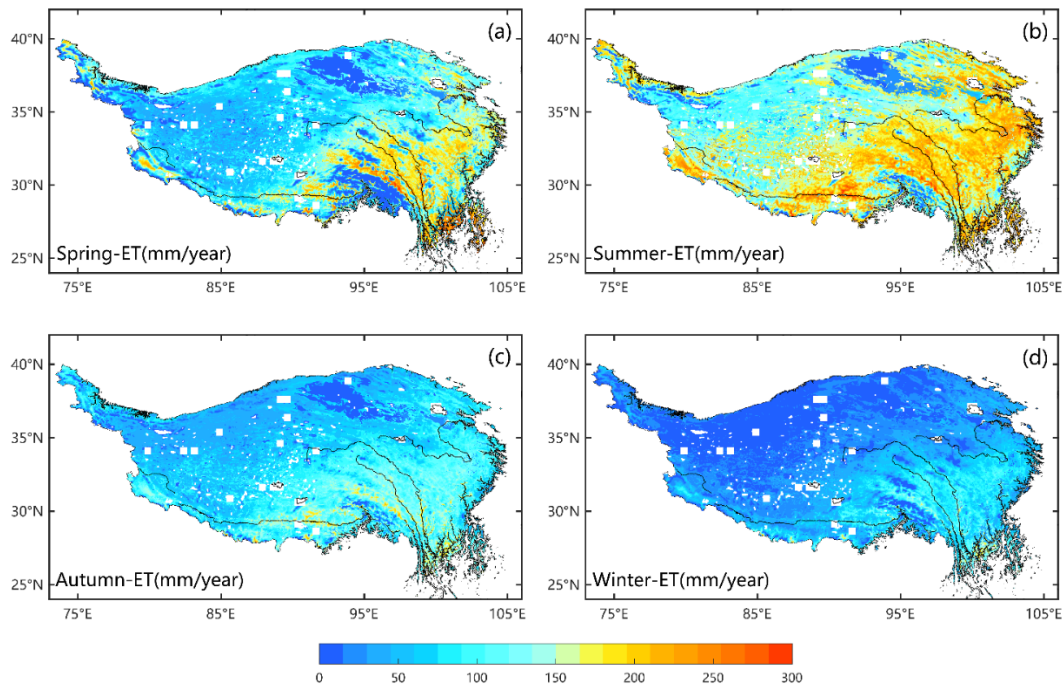 (a)
40°N
35°N
30°N
25°N
Spring-ET(mm/year)
75°E 85°E 95°E 105°E
(b)
40°N
35°N
30°N
25°N
Summer-ET(mm/year)
75°E 85°E 95°E 105°E
(c)
40°N
35°N
30°N
25°N
Autumn-ET(mm/year)
75°E 85°E 95°E 105°E
(d)
40°N
35°N
30°N
25°N
Winter-ET(mm/year)
75°E 85°E 95°E 105°E
0 50 100 150 200 250 300